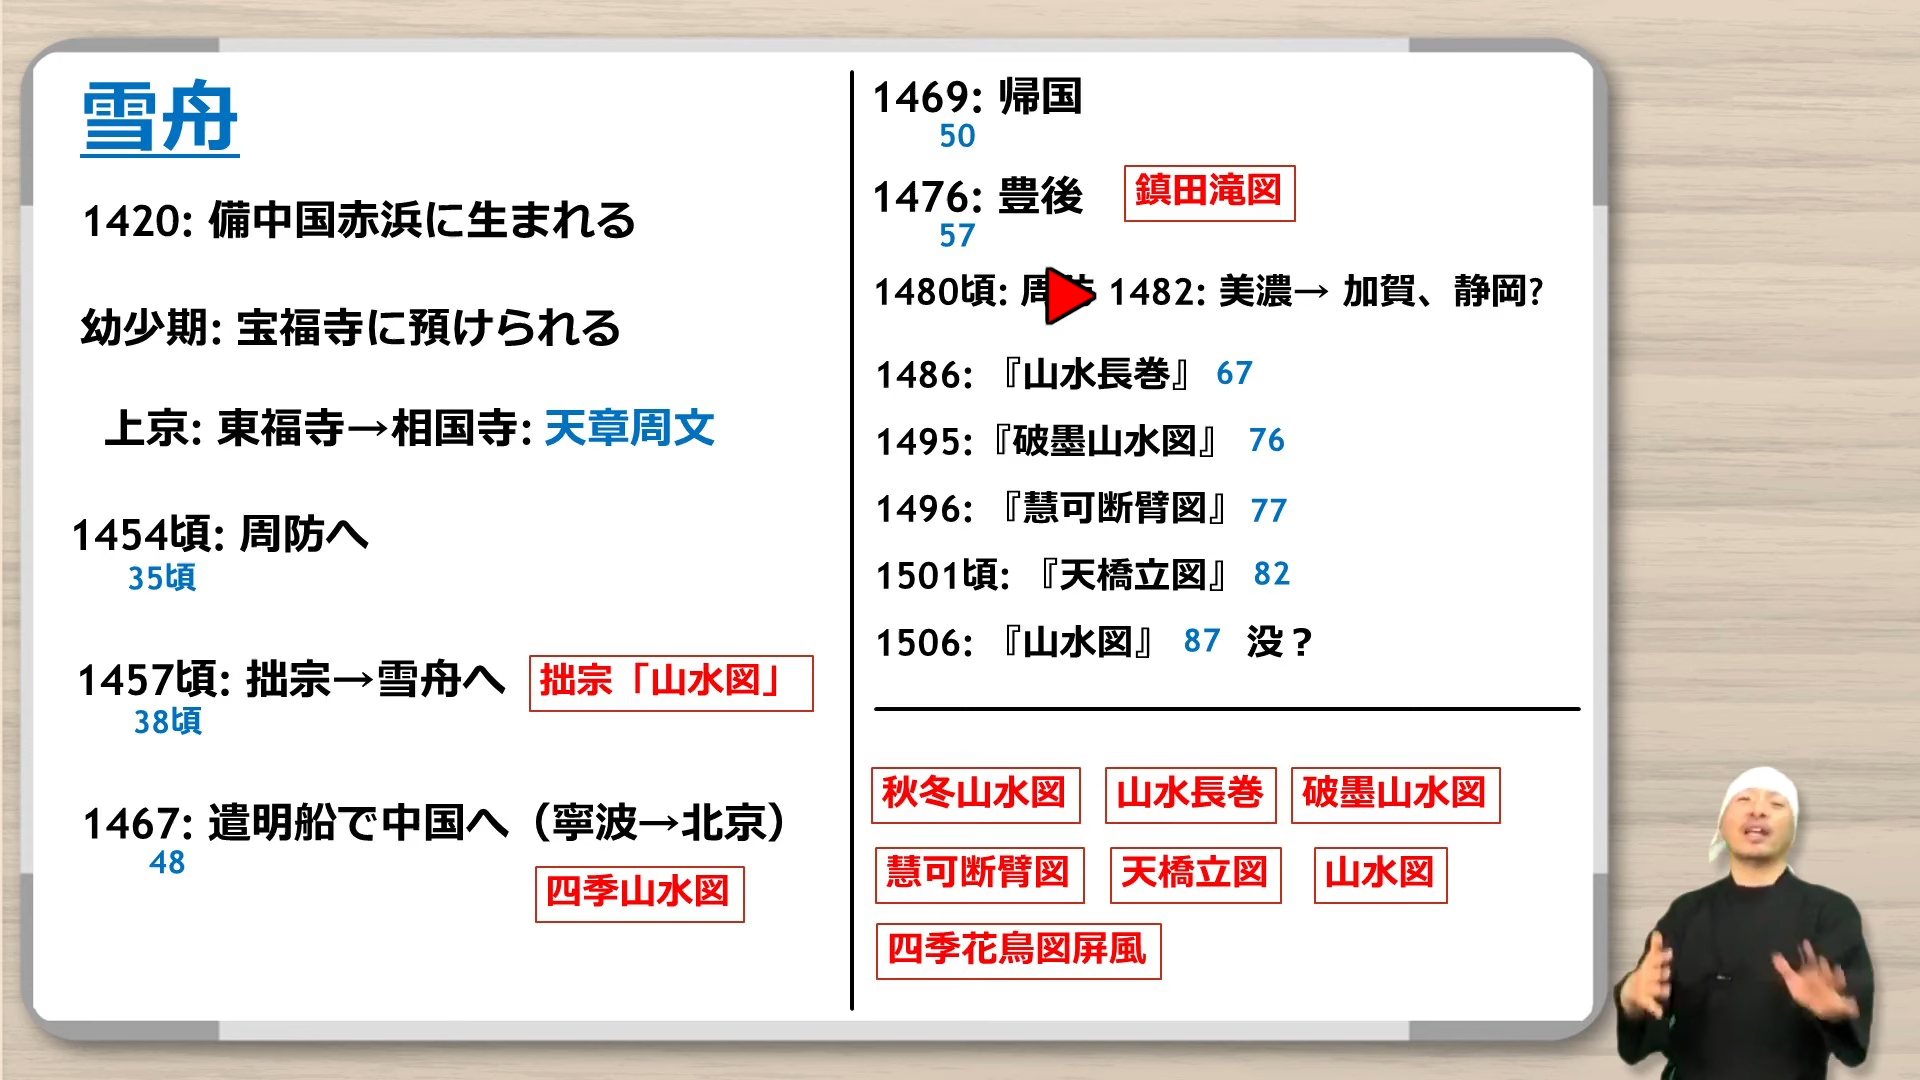 雪舟
1420: 備中国赤浜に生まれる
幼少期: 宝福寺に預けられる
上京: 東福寺→相国寺: 天章周文
1454頃: 周防へ
35頃
1457頃: 拙宗→雪舟へ 拙宗「山水図」
38頃
1467: 遣明船で中国へ（寧波→北京）
48
四季山水図
1469: 帰国
50
1476: 豊後 鎮田滝図
57
1480頃: 周 1482: 美濃→ 加賀、静岡?
1486: 『山水長巻』 67
1495:『破墨山水図』 76
1496: 『慧可断臂図』 77
1501頃: 『天橋立図』 82
1506: 『山水図』 87 没？
秋冬山水図 山水長巻 破墨山水図
慧可断臂図 天橋立図 山水図
四季花鳥図屏風